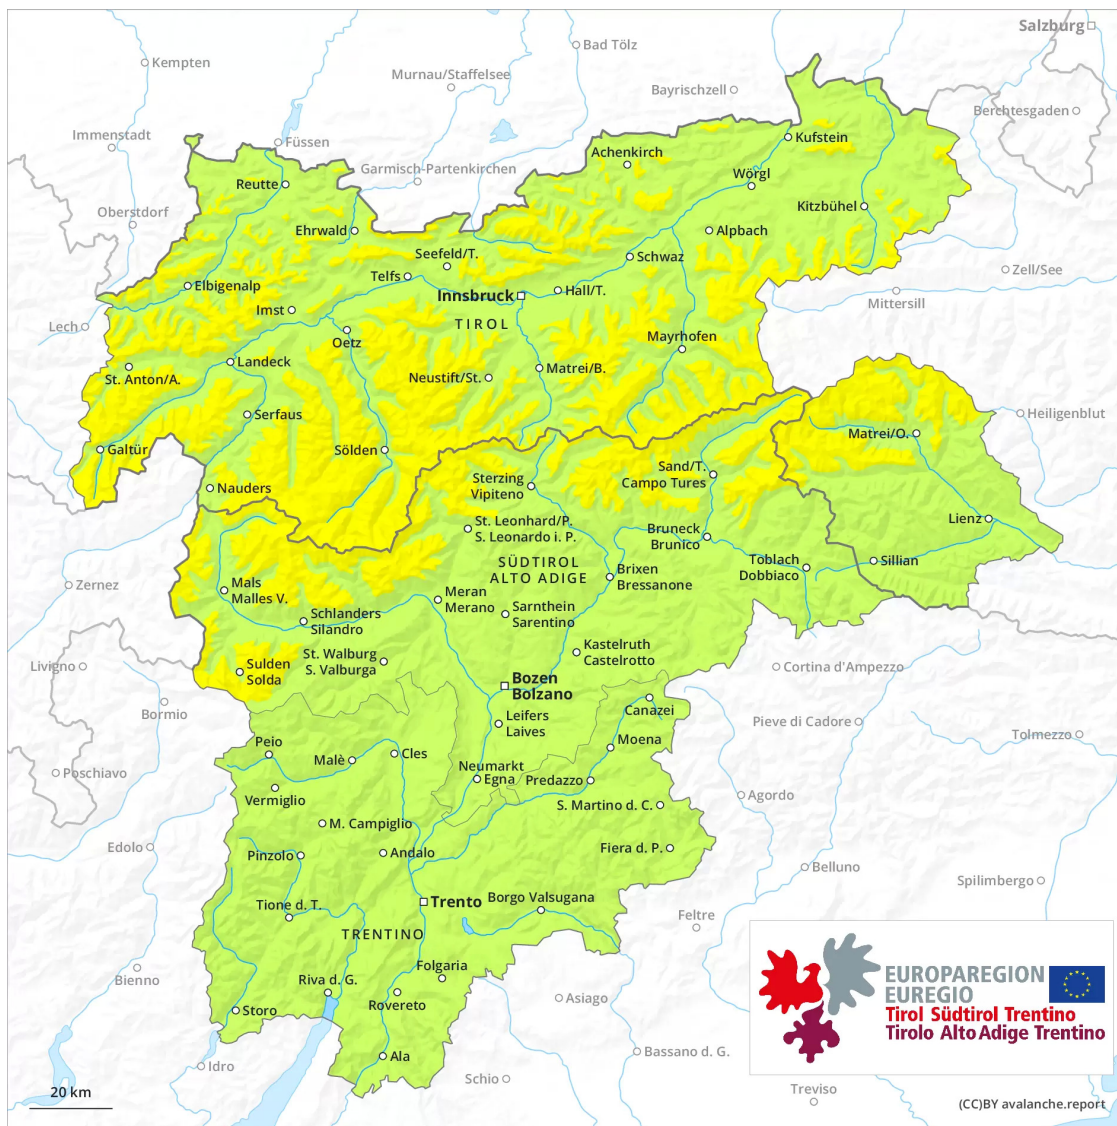 Salzburg
Kempten
Bad Tölz
Murnau/Staffelsee
Bayrischzell
Berchtesgaden
Immenstadt
Füssen
Kufstein
Achenkirch
Garmisch-Partenkirchen
Wörgl
Reutte
Oberstdorf
Kitzbühel
Ehrwald
Alpbach
Seefeld/T.
Schwaz
Telfs
Zell/See
Elbigenalp
Hall/T.
Innsbruck
Mittersill
Imst
Lech
TIROL
Oetz
Mayrhofen
Landeck
St. Anton/A.
Neustift/St.
Matrei/B.
Serfaus
Heiligenblut
Matrei/O.
Galtür
Sölden
Sand/T.
Campo Tures
Sterzing
Vipiteno
Nauders
Lienz
St. Leonhard/P.
S. Leonardo i. P.
Bruneck
Brunico
SÜDTIROL
ALTO ADIGE
Toblach
Dobbiaco
Sillian
Brixen
Bressanone
Zernez
Mals
Malles V.
Meran
Merano
Schlanders
Silandro
Sarnthein
Sarentino
Kastelruth
Castelrotto
St. Walburg
S. Valburga
Livigno
Sulden
Solda
Cortina d'Ampezzo
Bozen
Bolzano
Bormio
Canazei
Leifers
Laives
Pieve di Cadore
Tolmezzo
Moena
Peio
Malè
Cles
Poschiavo
Neumarkt
Egna
Predazzo
Vermiglio
Agordo
S. Martino d. C.
M. Campiglio
Edolo
Pinzolo
Andalo
Fiera d. P.
Belluno
Spilimbergo
Trento
Borgo Valsugana
Tione d. T.
Feltre
TRENTINO
Bienno
Folgaria
Riva d. G.
Rovereto
Asiago
Storo
EUROPAREGION
EUREGIO
Tirol Südtirol Trentino
Tirolo Alto Adige Trentino
Ala
Bassano d. G.
Idro
Schio
Treviso
20 km
(CC)BY avalanche.report